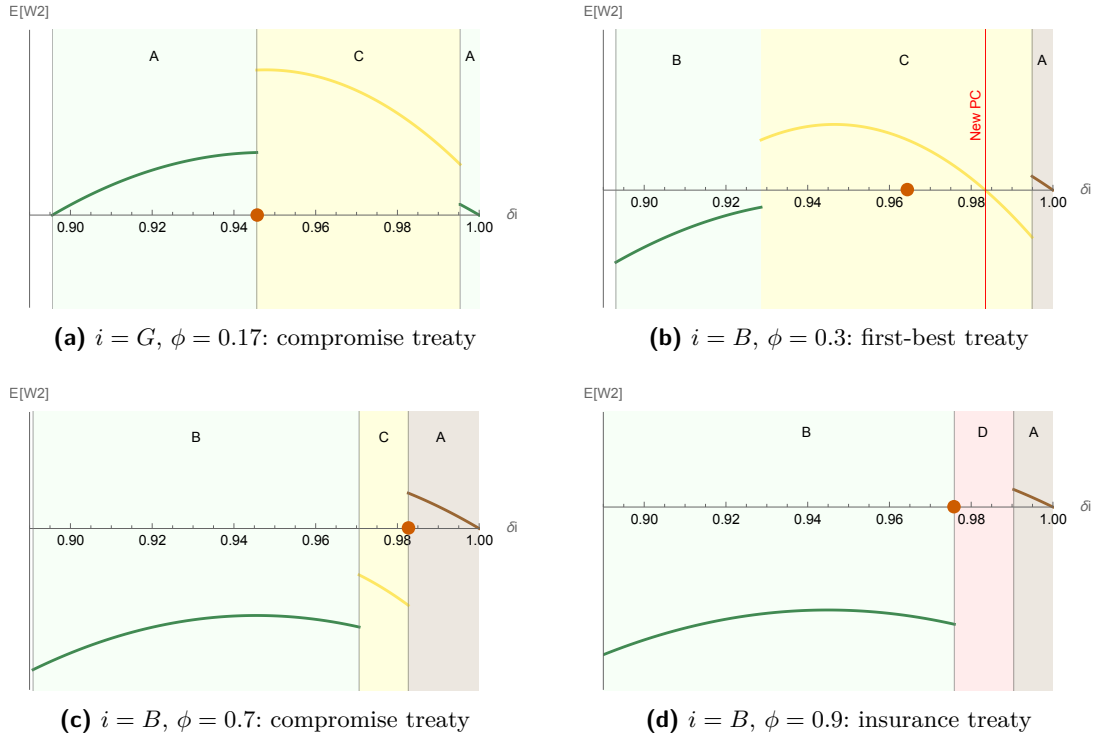 E[W2]
A
C
A
0.90
0.92
0.94
0.96
0.98
1.00
δi
(a) i = G, ϕ = 0.17: compromise treaty
E[W2]
B
C
A
New PC
0.90
0.92
0.94
0.96
0.98
1.00
δi
(b) i = B, ϕ = 0.3: first-best treaty
E[W2]
B
C
A
0.90
0.92
0.94
0.96
0.98
1.00
δi
(c) i = B, ϕ = 0.7: compromise treaty
E[W2]
B
D
A
0.90
0.92
0.94
0.96
0.98
1.00
δi
(d) i = B, ϕ = 0.9: insurance treaty